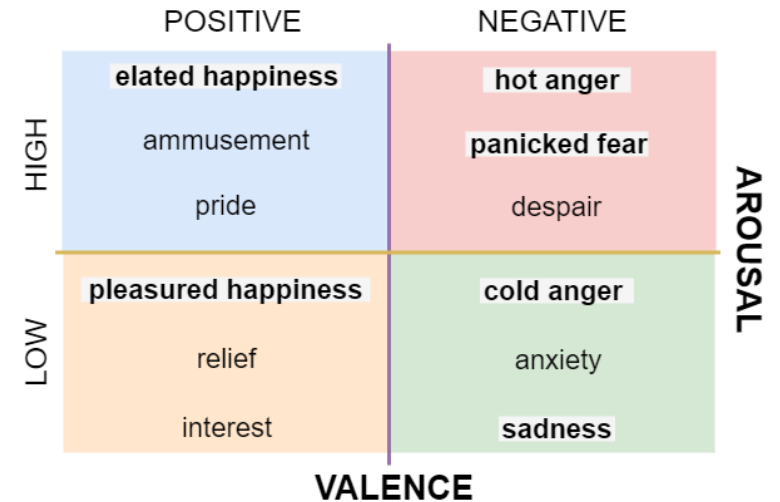 POSITIVE NEGATIVE
HIGH
elated happiness hot anger
ammusement panicked fear
pride despair
AROUSAL
LOW
pleasured happiness cold anger
relief anxiety
interest sadness
VALENCE